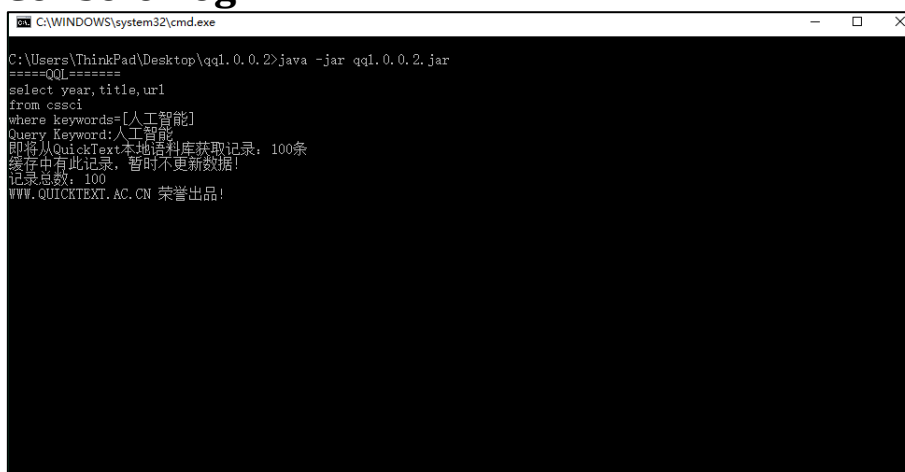 C:\WINDOWS\system32\cmd.exe
C:\Users\ThinkPad\Desktop\qql.0.0.2>java -jar qql.0.0.2.jar
=====QQL=======
select year,title,url
from cssci
where keywords=[人工智能]
Query Keyword:人工智能
即将从QuickText本地语料库获取记录：100条
缓存中有此记录，暂时不更新数据!
记录总数：100
WWW.QUICKTEXT.AC.CN 荣誉出品!